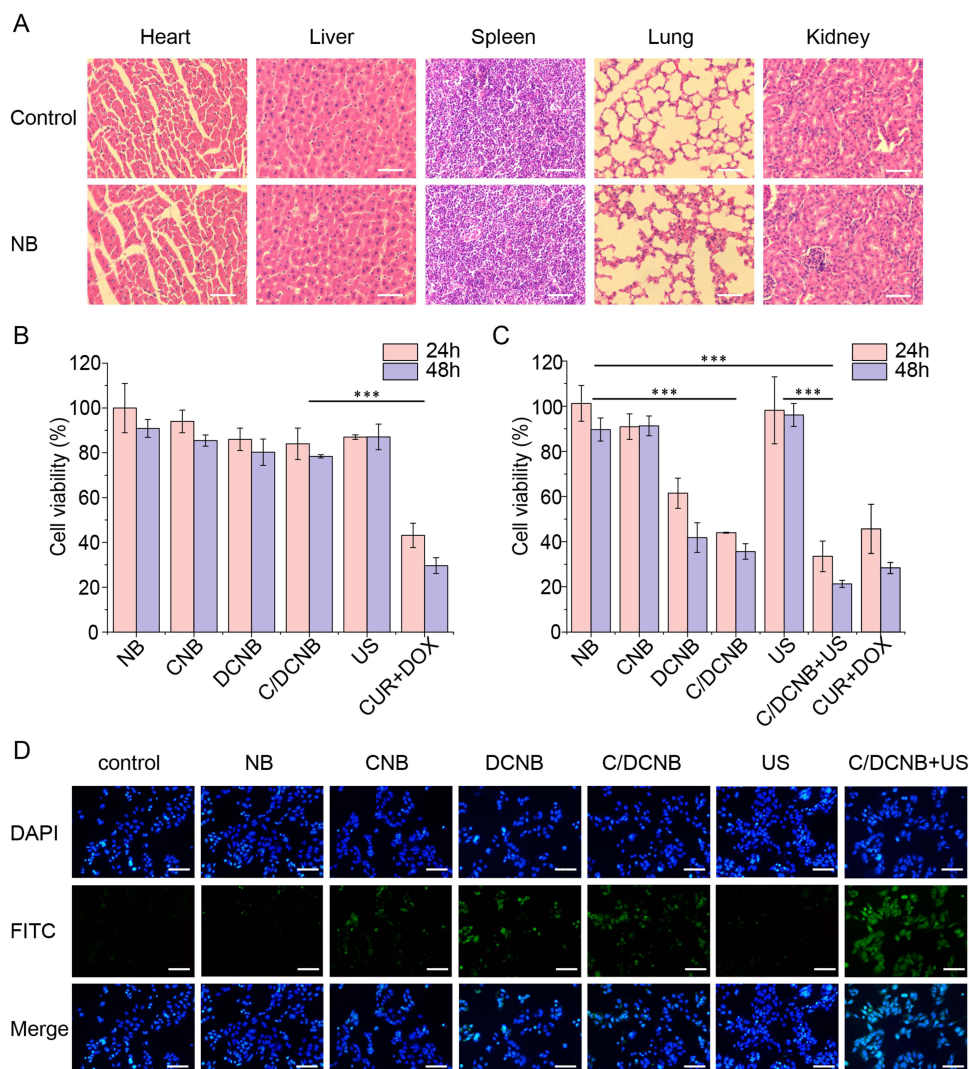 A
Heart Liver Spleen Lung Kidney
Control
NB
B
24h
48h
***
Cell viability (%)
120
100
80
60
40
20
0
NB CNB DCNB C/DCNB US CUR+DOX
C
24h
48h
***
*** ***
Cell viability (%)
120
100
80
60
40
20
0
NB CNB DCNB C/DCNB US C/DCNB+US CUR+DOX
D
control NB CNB DCNB C/DCNB US C/DCNB+US
DAPI
FITC
Merge